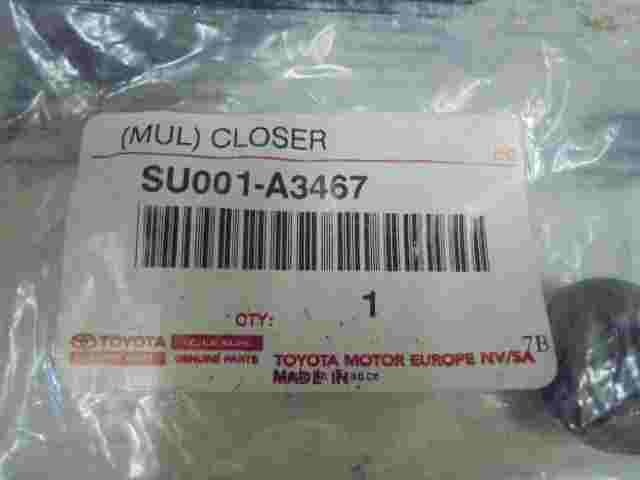 (MUL) CLOSER
SU001-A3467
QTY: 1
TOYOTA
GENUINE PARTS
TOYOTA MOTOR EUROPE NV/SA
7B
MADE IN